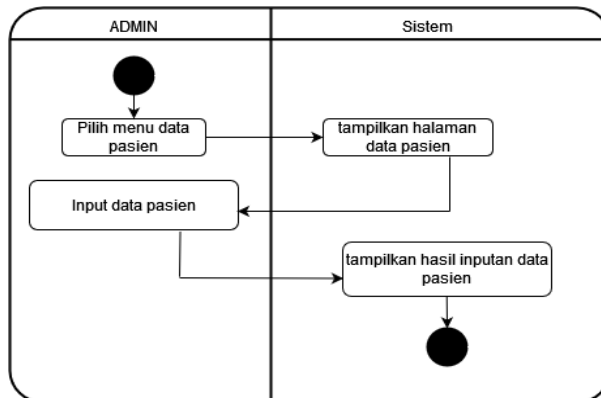 ADMIN
Sistem
Pilih menu data
pasien
tampilkan halaman
data pasien
Input data pasien
tampilkan hasil inputan data
pasien